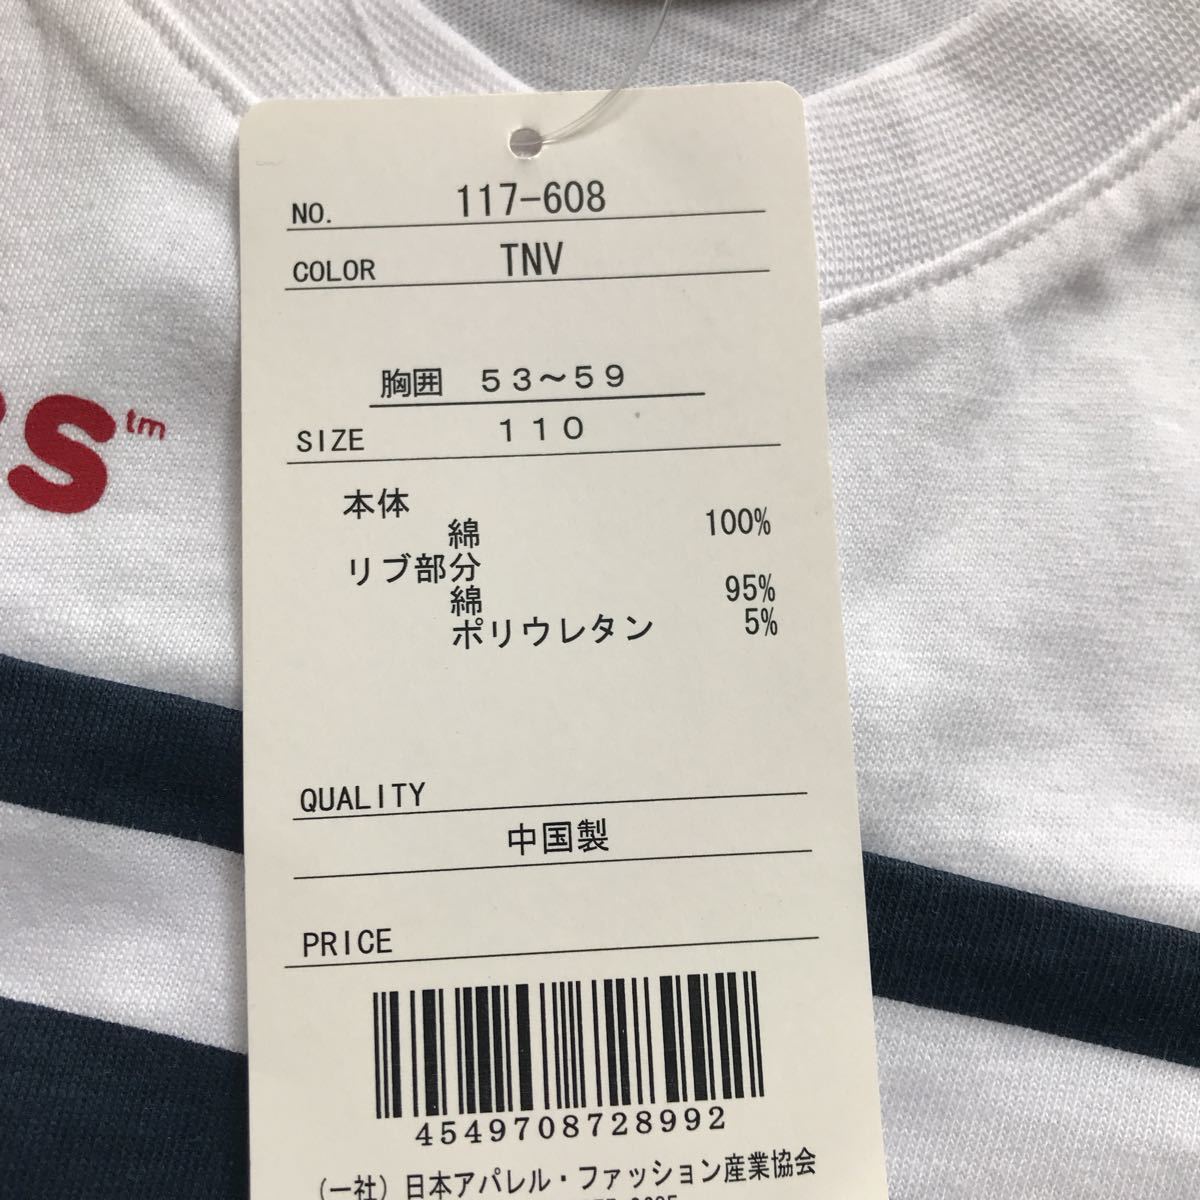 NO. 117-608
COLOR TNV
胸囲 53~59
SIZE 110
本体
綿 100%
リブ部分
綿 95%
ポリウレタン 5%
QUALITY
中国製
PRICE
4549708728992
(一社)日本アパレル・ファッション産業協会
s™